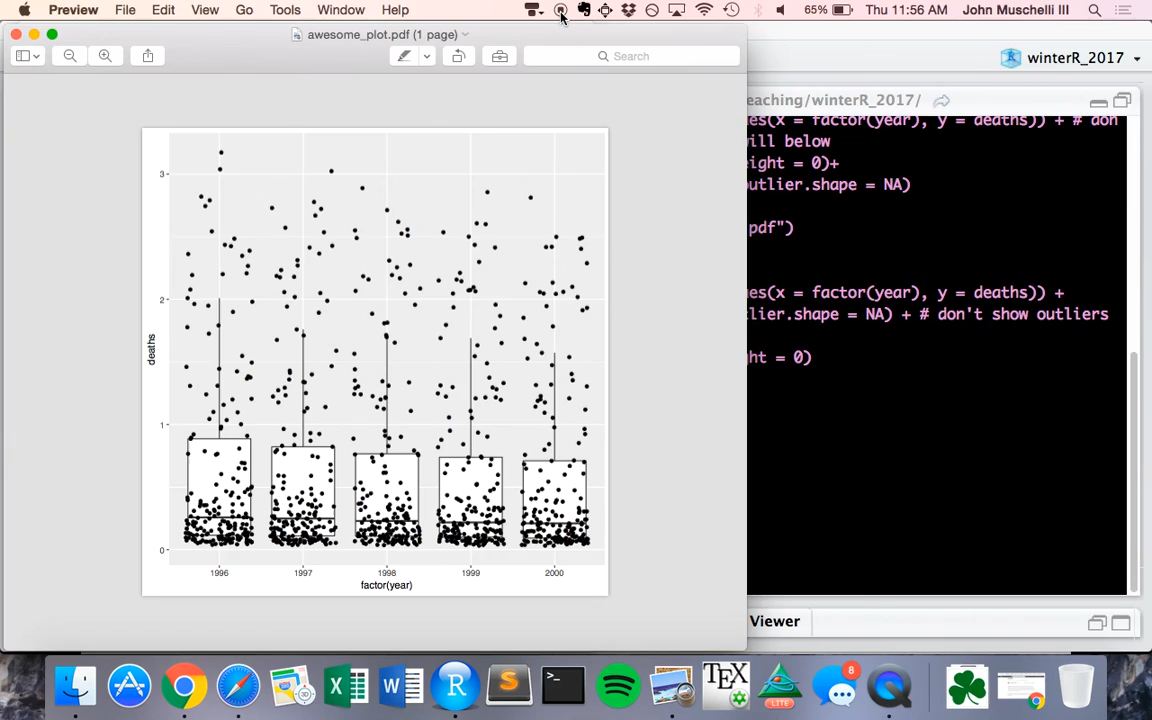 Preview File Edit View Go Tools Window Help 65% Thu 11:56 AM John Muschelli III
awesome_plot.pdf (1 page)
Search
winterR_2017
eaching/winterR_2017/
es(x = factor(year), y = deaths)) + # don
ill below
ight = 0)+
utlier.shape = NA)
pdf")
es(x = factor(year), y = deaths)) +
lier.shape = NA) + # don't show outliers
ht = 0)
Viewer
3
2
1
0
deaths
1996 1997 1998 1999 2000
factor(year)
3D
X
W
R
S
>_
TEX
LITE
8